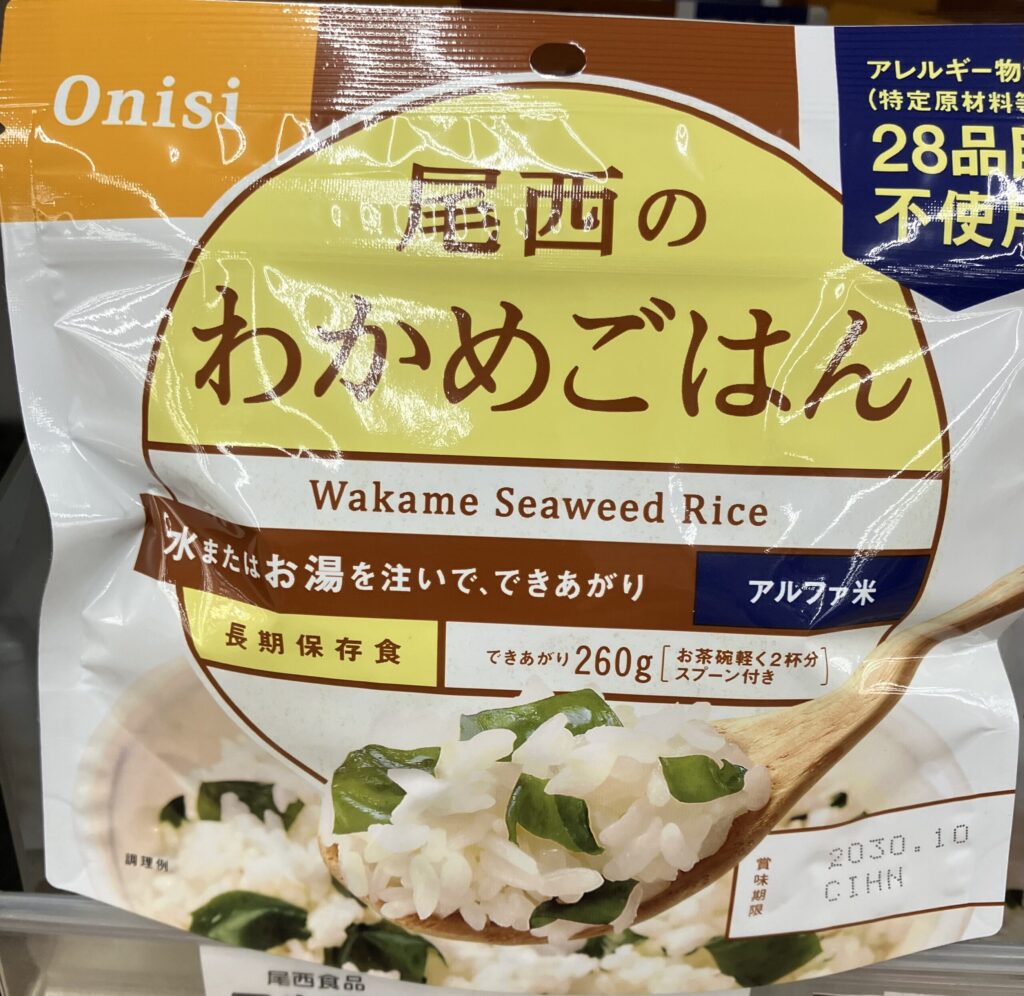 Onisi
アレルギー物
(特定原材料等
28品目
不使用
尾西の
わかめごはん
Wakame Seaweed Rice
水またはお湯を注いで、できあがり
アルファ米
長期保存食
できあがり260g[お茶碗軽く2杯分
スプーン付き]
調理例
賞味期限
2030.10
CIHN
尾西食品